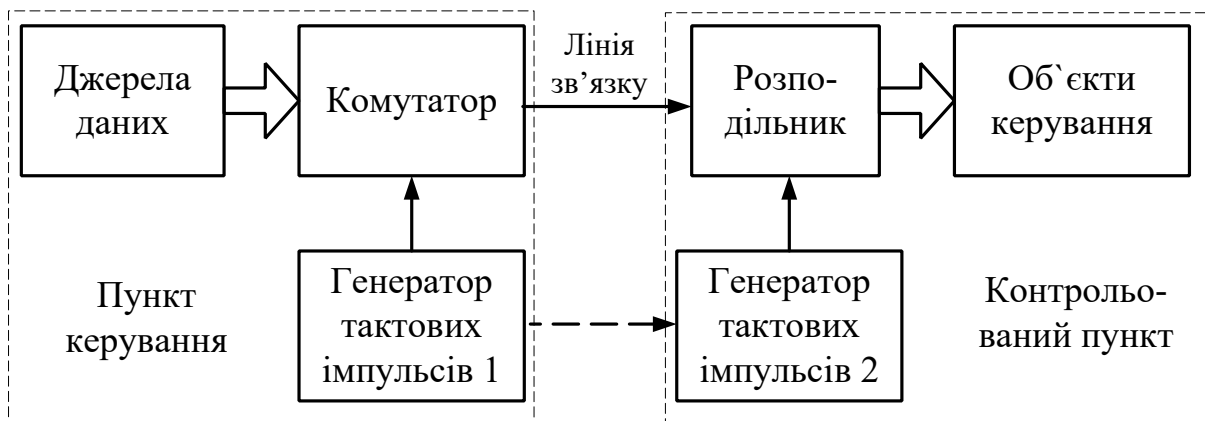 Джерела
даних
Комутатор
Лінія
зв’язку
Розпо-
дільник
Об`єкти
керування
Пункт
керування
Генератор
тактових
імпульсів 1
Генератор
тактових
імпульсів 2
Контрольо-
ваний пункт